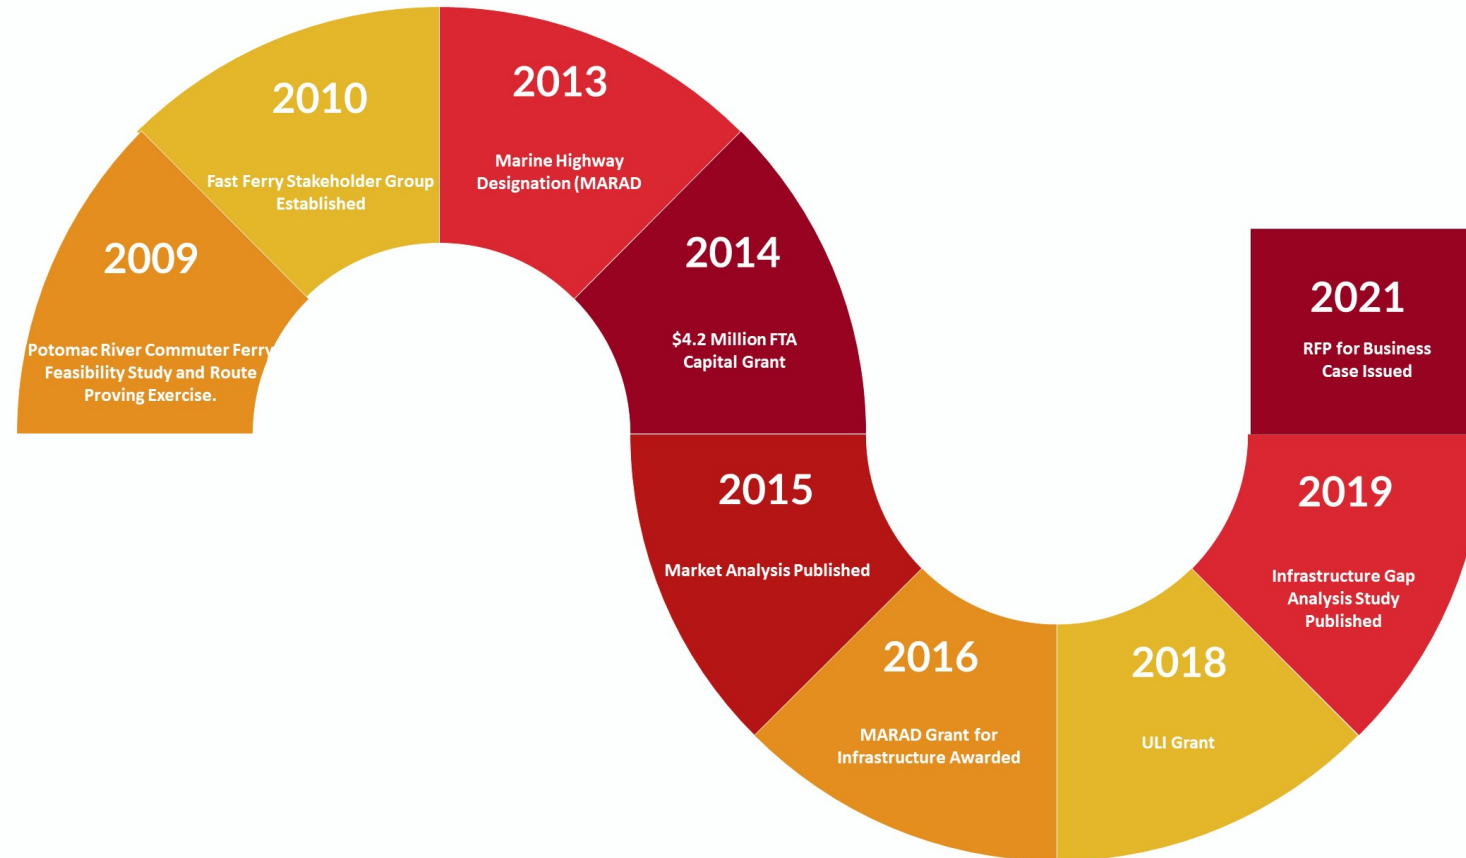 2009
Potomac River Commuter Ferry
Feasibility Study and Route
Proving Exercise.
2010
Fast Ferry Stakeholder Group
Established
2013
Marine Highway
Designation (MARAD
2014
$4.2 Million FTA
Capital Grant
2015
Market Analysis Published
2016
MARAD Grant for
Infrastructure Awarded
2018
ULI Grant
2019
Infrastructure Gap
Analysis Study
Published
2021
RFP for Business
Case Issued